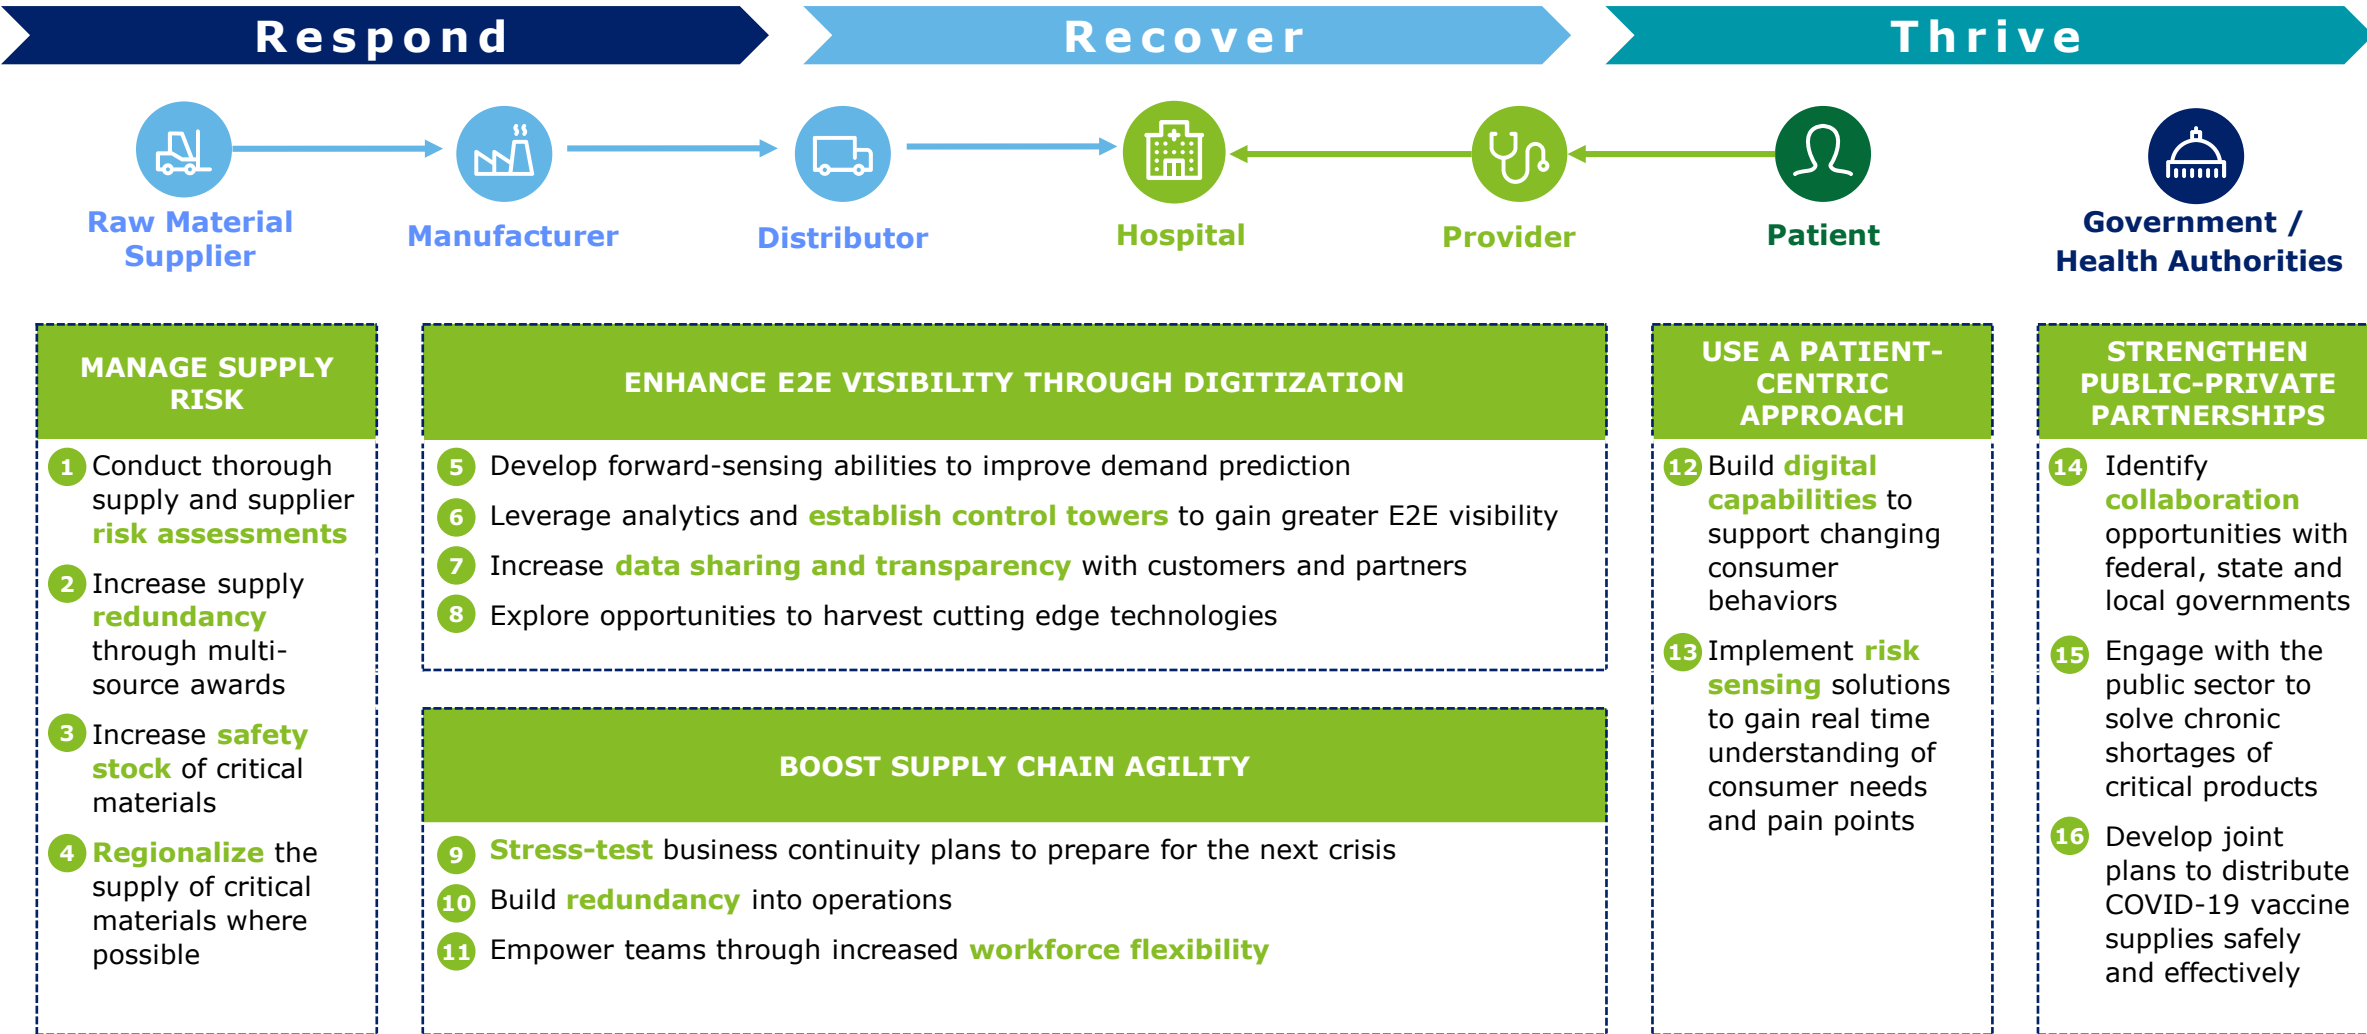 Respond
Recover
Thrive
Raw Material
Supplier
Manufacturer
Distributor
Hospital
Provider
Patient
Government /
Health Authorities
MANAGE SUPPLY
RISK
1 Conduct thorough
supply and supplier
risk assessments
2 Increase supply
redundancy
through multi-
source awards
3 Increase safety
stock of critical
materials
4 Regionalize the
supply of critical
materials where
possible
ENHANCE E2E VISIBILITY THROUGH DIGITIZATION
5 Develop forward-sensing abilities to improve demand prediction
6 Leverage analytics and establish control towers to gain greater E2E visibility
7 Increase data sharing and transparency with customers and partners
8 Explore opportunities to harvest cutting edge technologies
BOOST SUPPLY CHAIN AGILITY
9 Stress-test business continuity plans to prepare for the next crisis
10 Build redundancy into operations
11 Empower teams through increased workforce flexibility
USE A PATIENT-
CENTRIC
APPROACH
12 Build digital
capabilities to
support changing
consumer
behaviors
13 Implement risk
sensing solutions
to gain real time
understanding of
consumer needs
and pain points
STRENGTHEN
PUBLIC-PRIVATE
PARTNERSHIPS
14 Identify
collaboration
opportunities with
federal, state and
local governments
15 Engage with the
public sector to
solve chronic
shortages of
critical products
16 Develop joint
plans to distribute
COVID-19 vaccine
supplies safely
and effectively